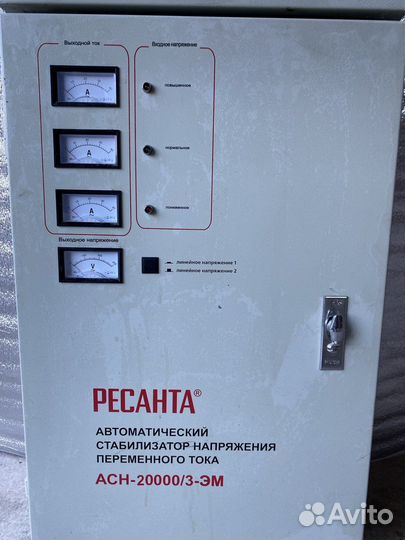 Выходной ток
Входное напряжение
A
повышенное
A
нормальное
A
пониженное
Выходное напряжение
V
линейное напряжение 1
линейное напряжение 2
РЕСАНТА®
АВТОМАТИЧЕСКИЙ
СТАБИЛИЗАТОР НАПРЯЖЕНИЯ
ПЕРЕМЕННОГО ТОКА
АСН-20000/3-ЭМ
Avito